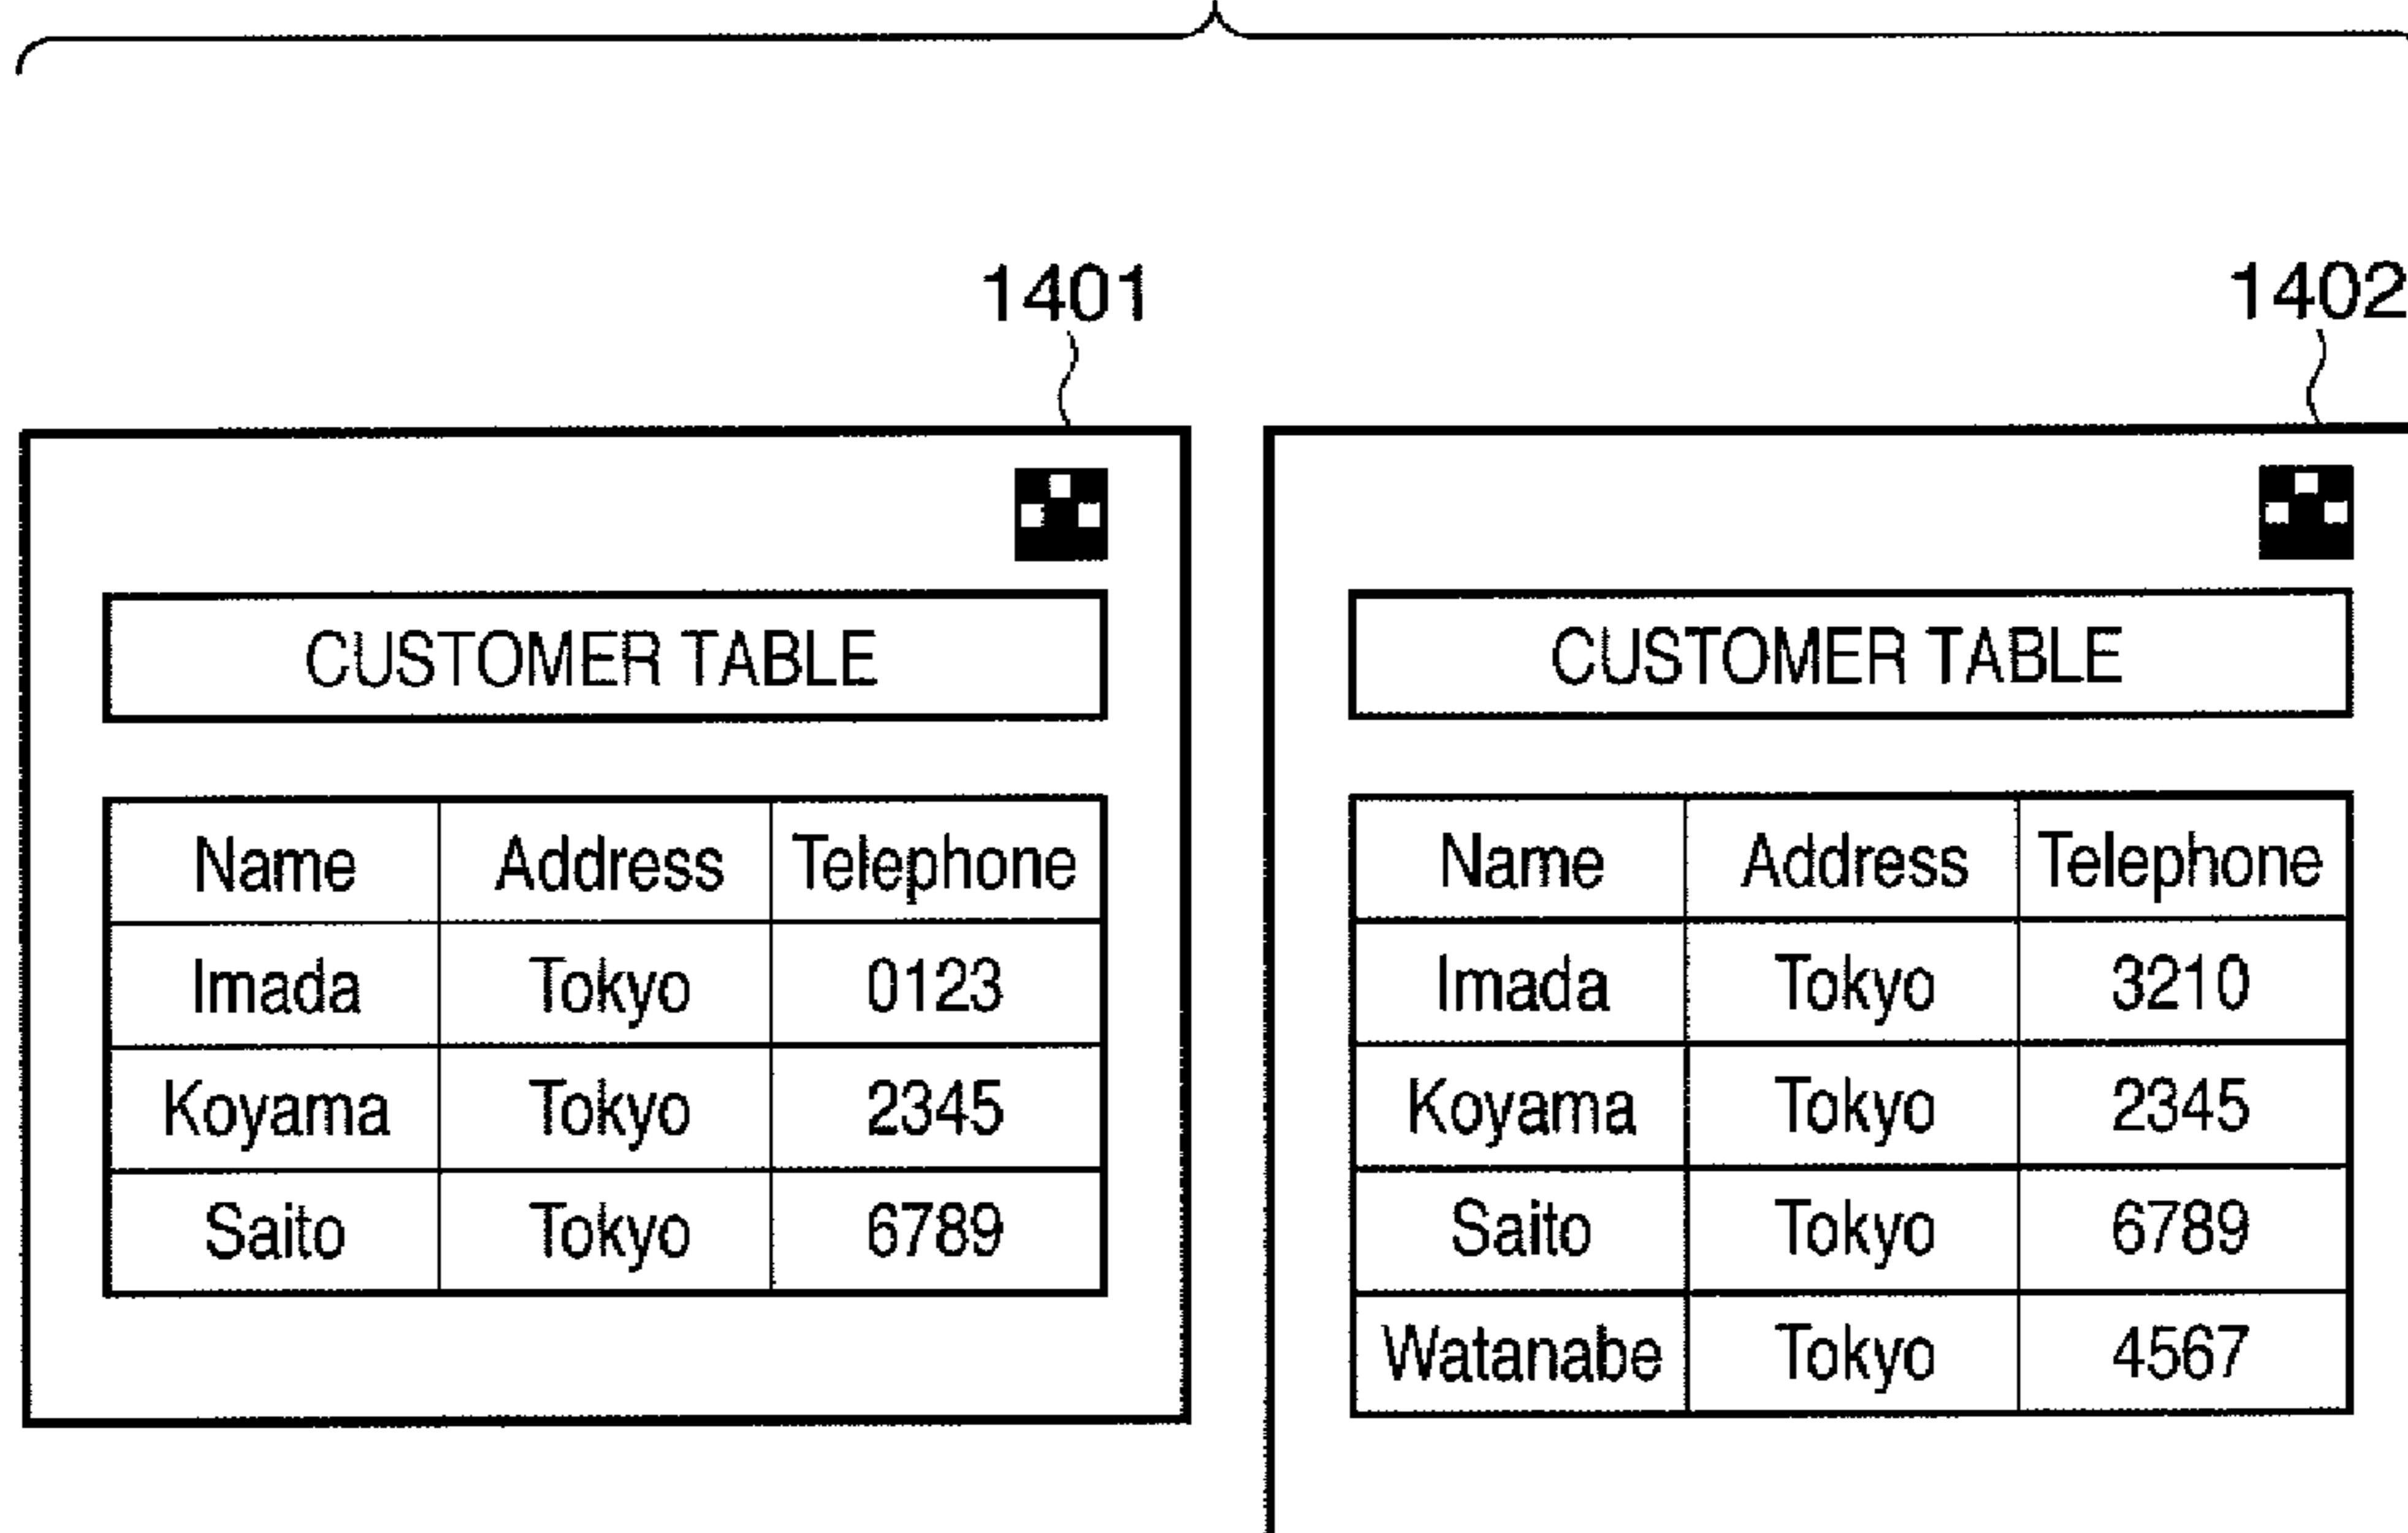 1401
CUSTOMER TABLE
Name Address Telephone
Imada Tokyo 0123
Koyama Tokyo 2345
Saito Tokyo 6789
1402
CUSTOMER TABLE
Name Address Telephone
Imada Tokyo 3210
Koyama Tokyo 2345
Saito Tokyo 6789
Watanabe Tokyo 4567